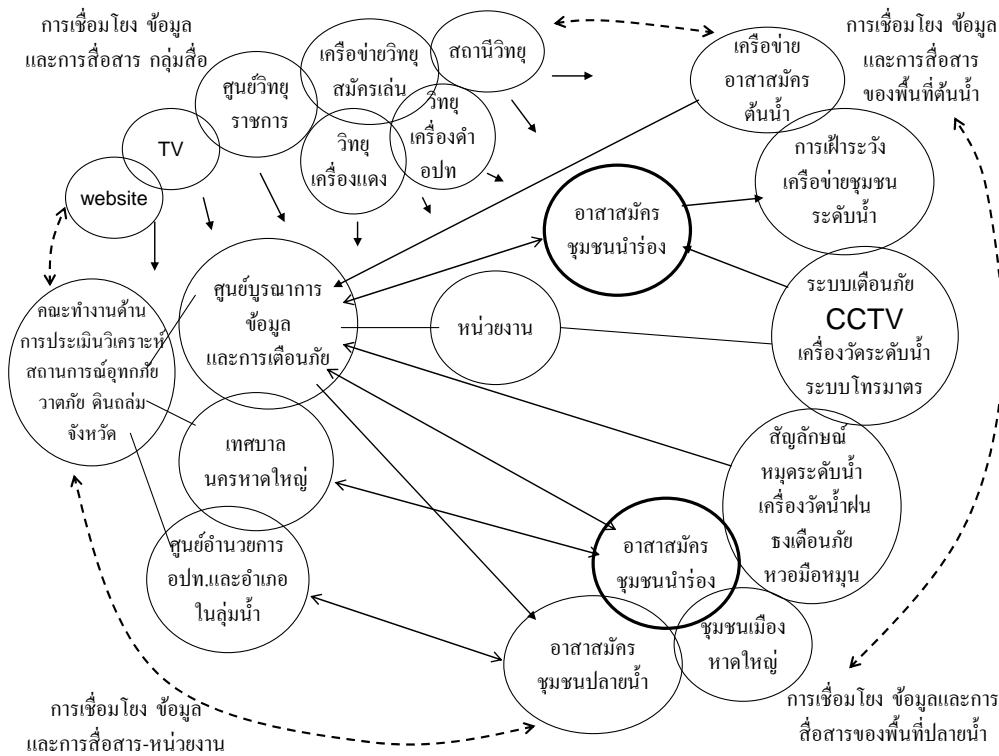 การเชื่อมโยง ข้อมูล
และการสื่อสาร กลุ่มสื่อ
website
TV
ศูนย์วิทยุ
ราชการ
เครือข่ายวิทยุ
สมัครเล่น
สถานีวิทยุ
วิทยุ
เครื่องแดง
วิทยุ
เครื่องดำ
อปท
เครือข่าย
อาสาสมัคร
ต้นน้ำ
การเชื่อมโยง ข้อมูล
และการสื่อสาร
ของพื้นที่ต้นน้ำ
การเฝ้าระวัง
เครือข่ายชุมชน
ระดับน้ำ
อาสาสมัคร
ชุมชนนำร่อง
ศูนย์บูรณาการ
ข้อมูล
และการเตือนภัย
หน่วยงาน
ระบบเตือนภัย
CCTV
เครื่องวัดระดับน้ำ
ระบบโทรมาตร
คณะทำงานด้าน
การประเมินวิเคราะห์
สถานการณ์อุทกภัย
วาตภัย ดินถล่ม
จังหวัด
เทศบาล
นครหาดใหญ่
สัญลักษณ์
หมุดระดับน้ำ
เครื่องวัดน้ำฝน
ธงเตือนภัย
หวอมือหมุน
ศูนย์อำนวยการ
อปท.และอำเภอ
ในลุ่มน้ำ
อาสาสมัคร
ชุมชนนำร่อง
ชุมชนเมือง
หาดใหญ่
อาสาสมัคร
ชุมชนปลายน้ำ
การเชื่อมโยง ข้อมูล
และการสื่อสาร-หน่วยงาน
การเชื่อมโยง ข้อมูลและการ
สื่อสารของพื้นที่ปลายน้ำ